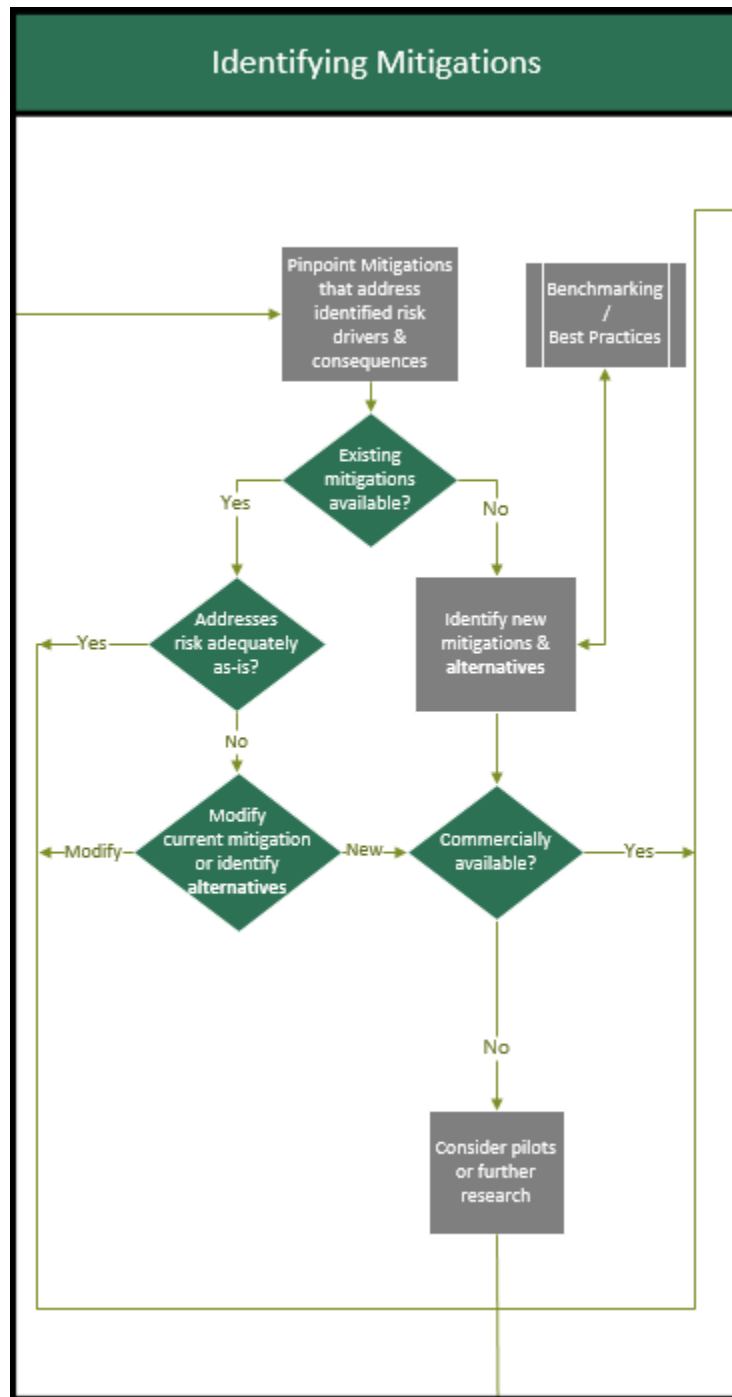 Identifying Mitigations
Pinpoint Mitigations
that address
identified risk
drivers &
consequences
Benchmarking
/
Best Practices
Existing
mitigations
available?
Yes
No
Addresses
risk adequately
as-is?
Yes
Identify new
mitigations &
alternatives
No
Modify
current mitigation
or identify
alternatives
Modify
New
Commercially
available?
Yes
No
Consider pilots
or further
research